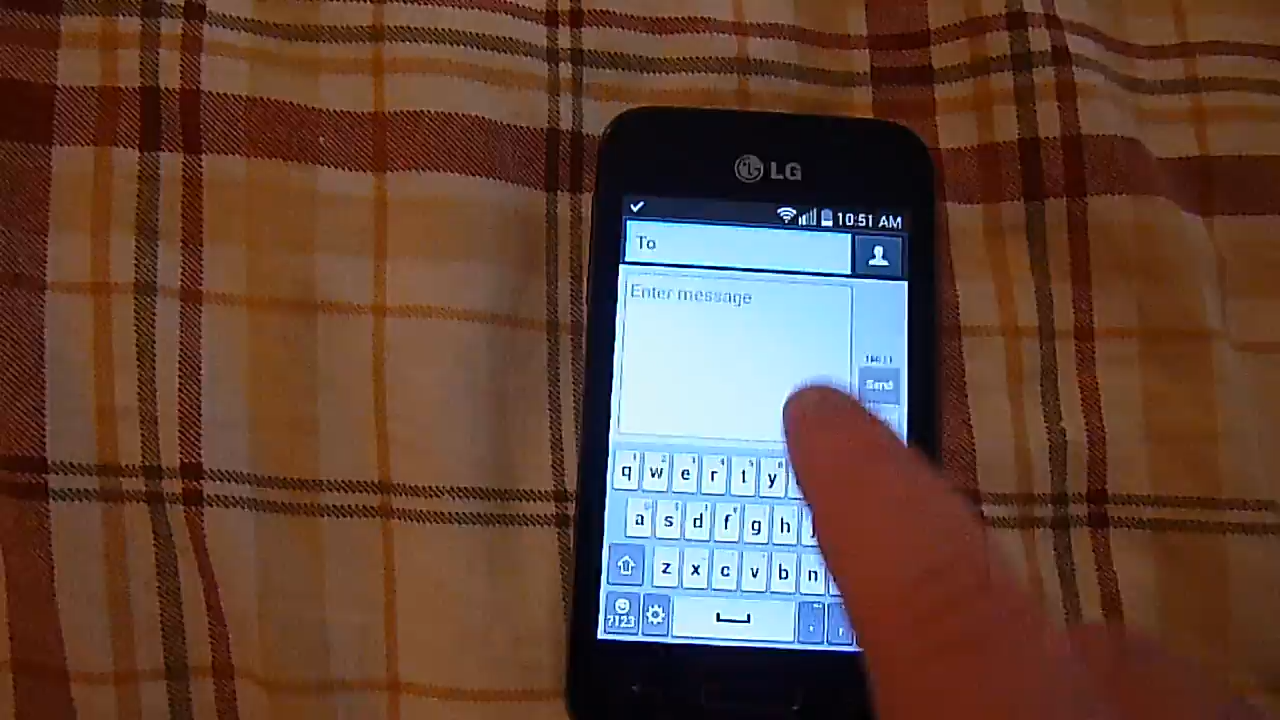 LG
10:51 AM
To
Enter message
Send
q w e r t y
a s d f g h
z x c v b n
?123